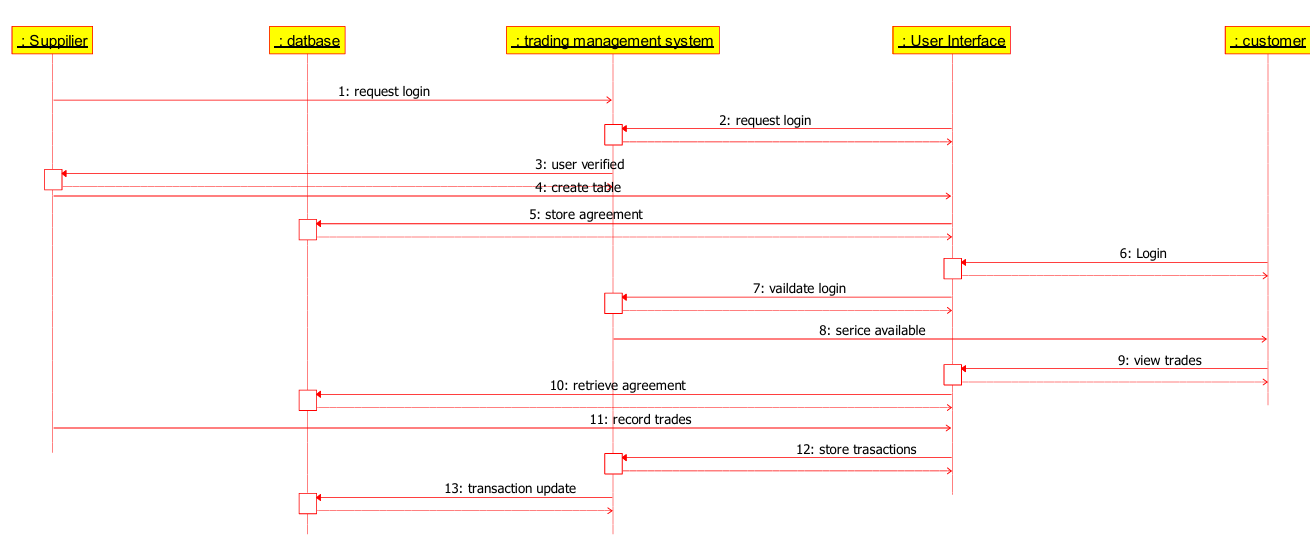 : Suppilier
: datbase
: trading management system
: User Interface
: customer
1: request login
2: request login
3: user verified
4: create table
5: store agreement
6: Login
7: vaildate login
8: serice available
9: view trades
10: retrieve agreement
11: record trades
12: store trasactions
13: transaction update